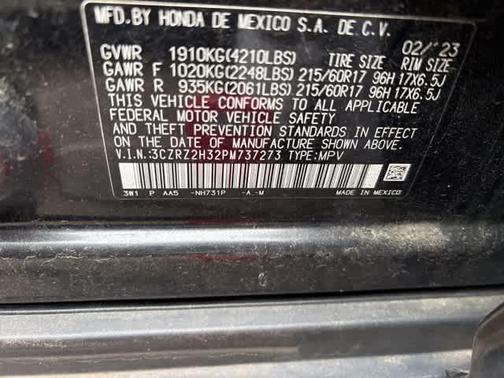 MFD.BY HONDA DE MEXICO S.A. DE C.V.
02/'23
GVWR 1910KG(4210LBS) TIRE SIZE RIM SIZE
GAWR F 1020KG(2248LBS) 215/60R17 96H 17X6.5J
GAWR R 935KG(2061LBS) 215/60R17 96H 17X6.5J
THIS VEHICLE CONFORMS TO ALL APPLICABLE
FEDERAL MOTOR VEHICLE SAFETY
STANDARDS IN EFFECT ON THE
DATE OF MANUFACTURE SHOWN ABOVE.
V.I.N.:3CZRZ2H32PM737273 TYPE:MPV
3W1 P AA5 -NH731P -A.-M MADE IN MEXICO